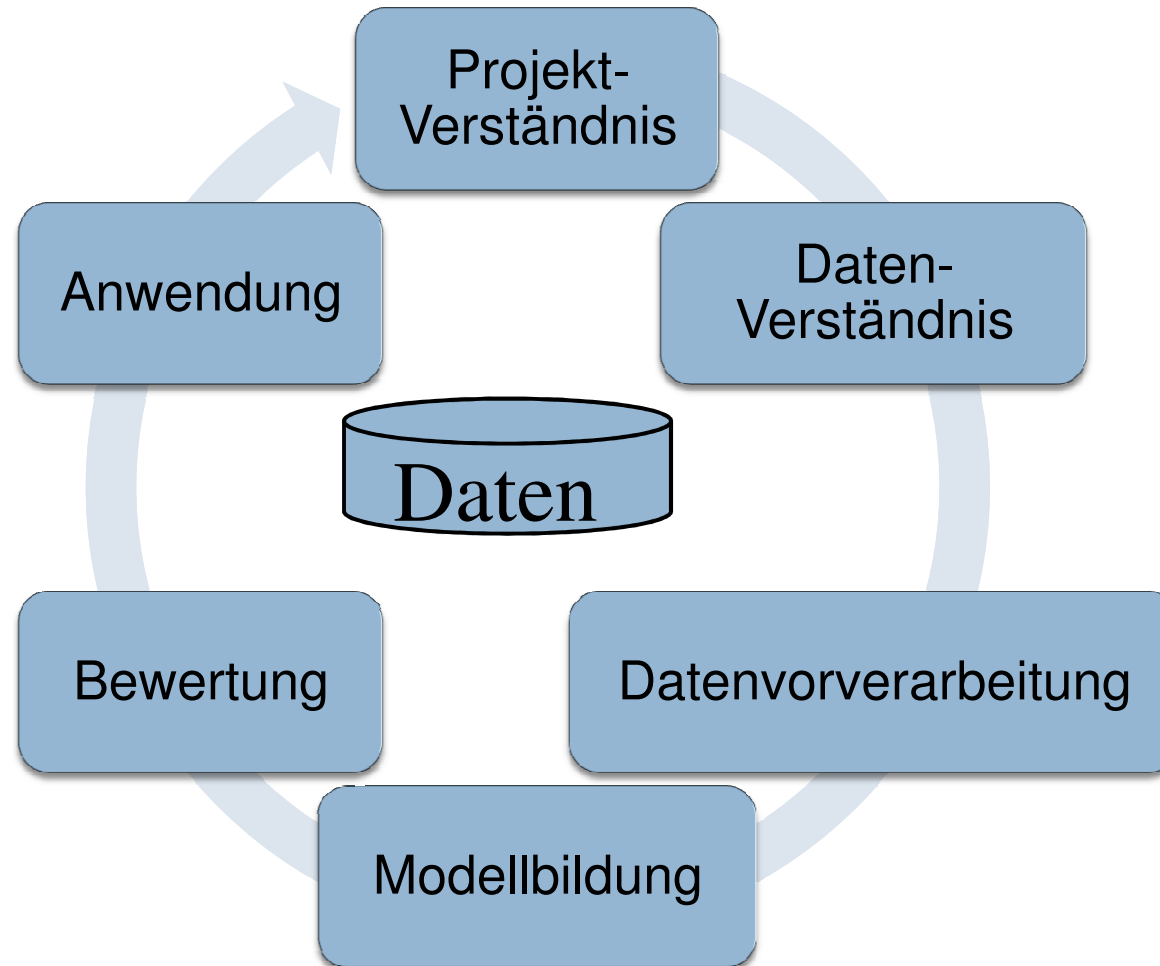 Projekt-
Verständnis
Daten-
Verständnis
Anwendung
Daten
Datenvorverarbeitung
Bewertung
Modellbildung